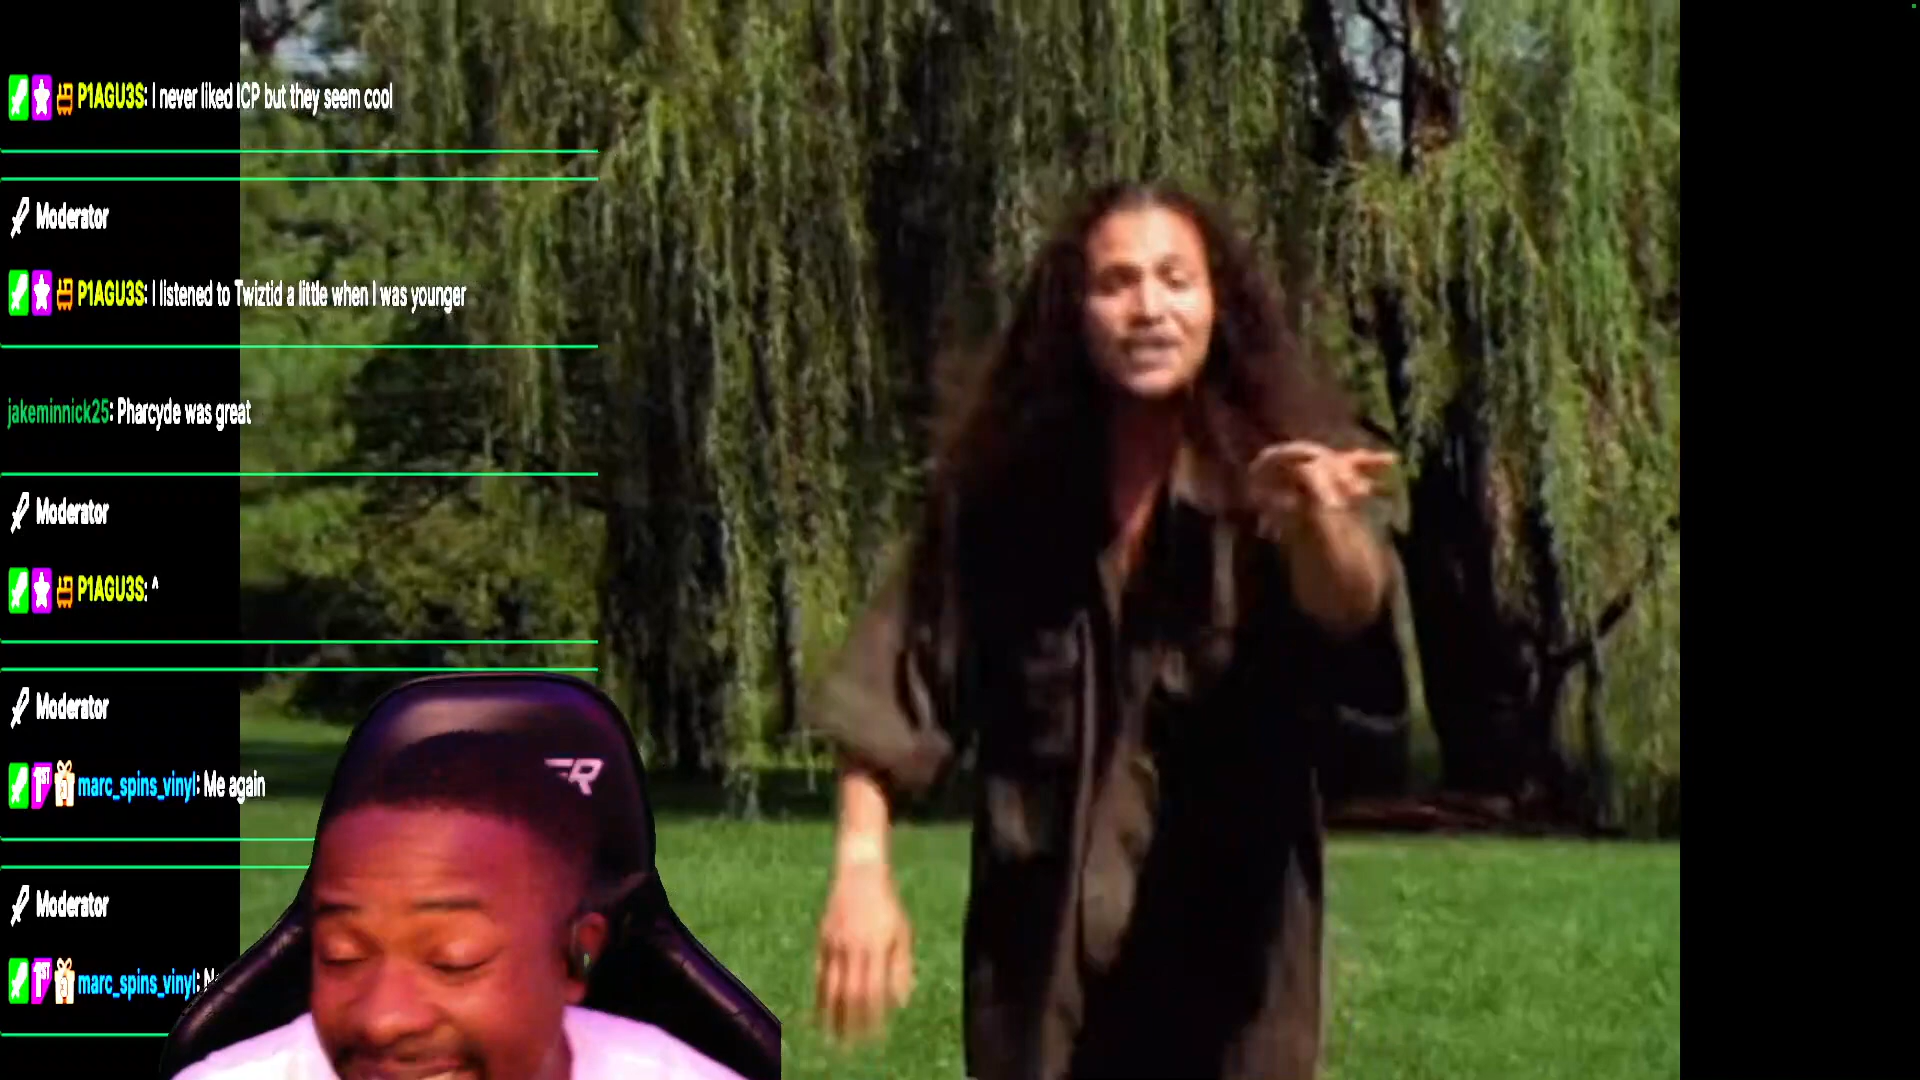 P1AGU3S: I never liked ICP but they seem cool
Moderator
P1AGU3S: I listened to Twiztid a little when I was younger
jakeminnick25: Pharcyde was great
Moderator
P1AGU3S: ^
Moderator
marc_spins_vinyl: Me again
Moderator
marc_spins_vinyl: